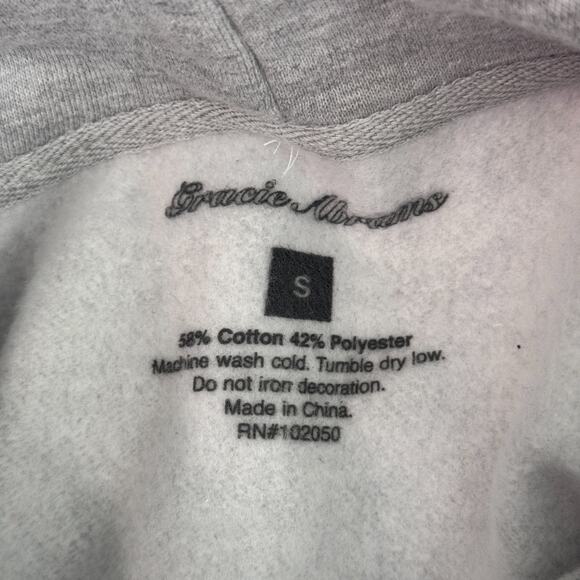 Gracie Abrams
S
58% Cotton 42% Polyester
Machine wash cold. Tumble dry low.
Do not iron decoration.
Made in China.
RN#102050